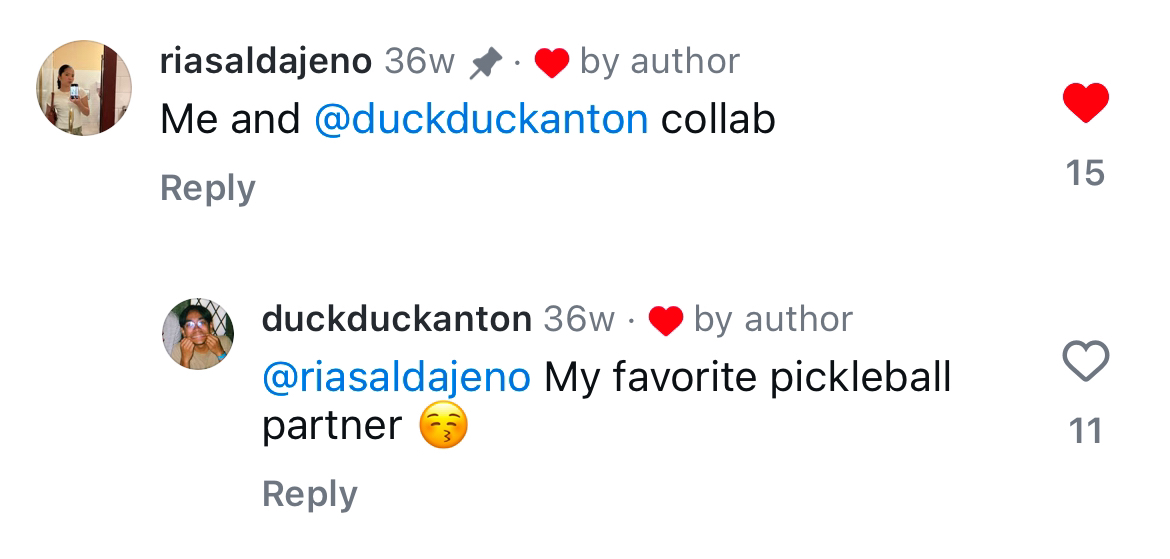 riasaldajeno 36w 📌 · ❤️ by author
Me and @duckduckanton collab
15
Reply
duckduckanton 36w · ❤️ by author
@riasaldajeno My favorite pickleball
partner 😚
11
Reply